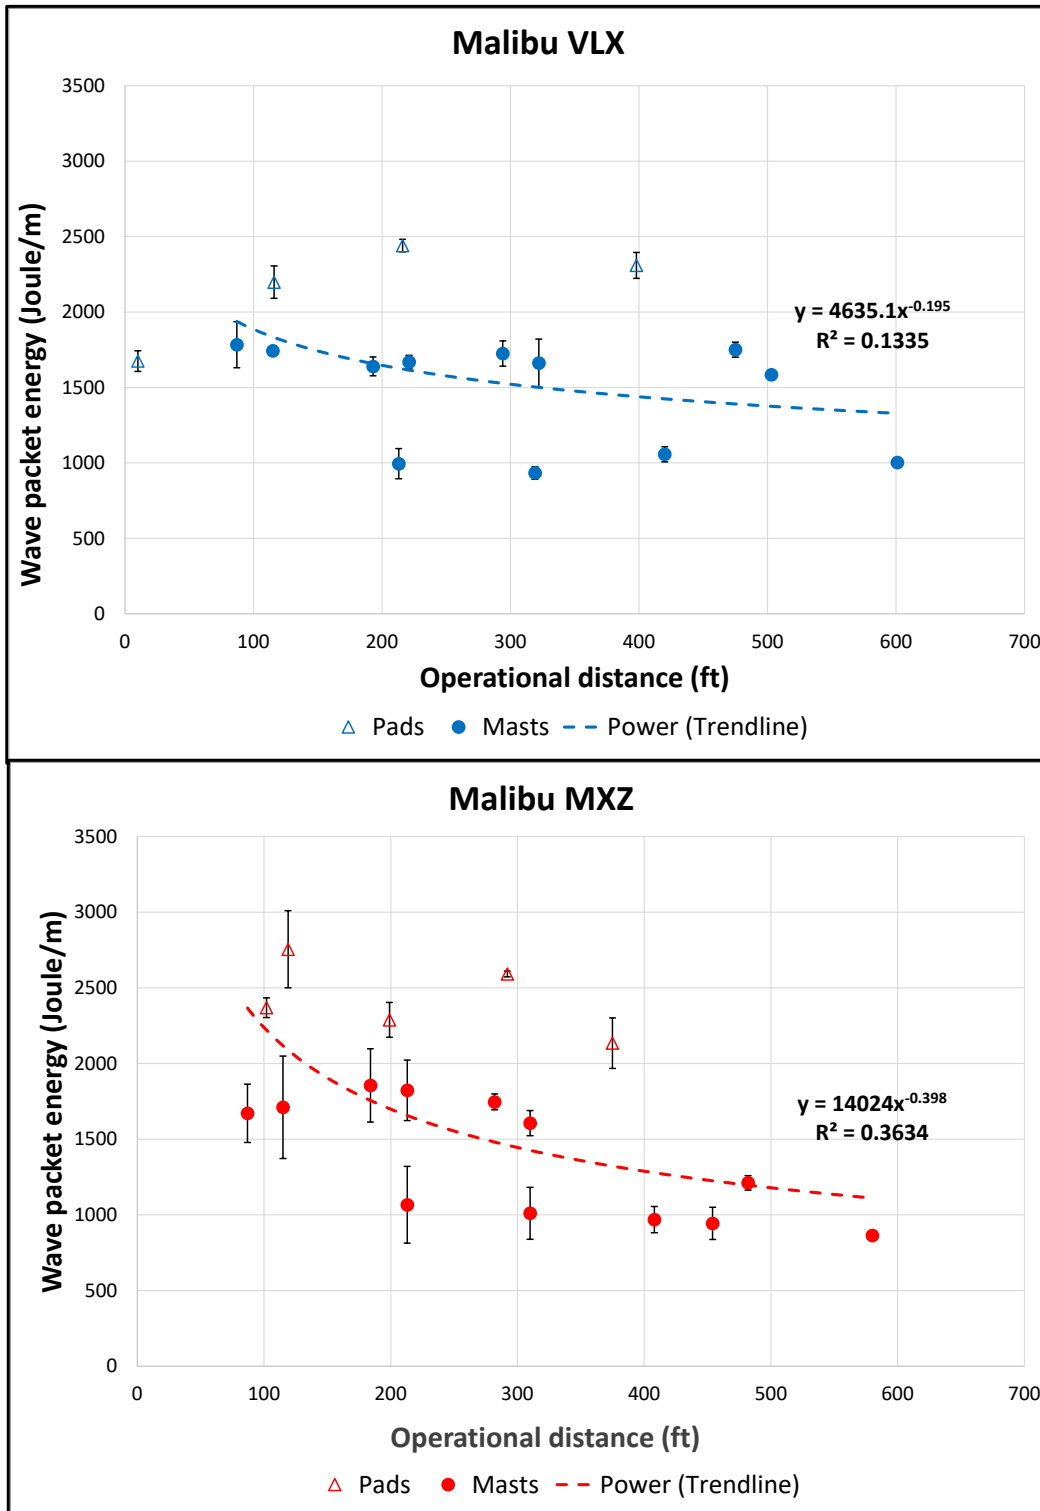 Malibu VLX
3500
3000
2500
2000
1500
1000
500
0
Wave packet energy (Joule/m)
y = 4635.1x^-0.195
R² = 0.1335
0 100 200 300 400 500 600 700
Operational distance (ft)
Pads Masts Power (Trendline)
Malibu MXZ
3500
3000
2500
2000
1500
1000
500
0
Wave packet energy (Joule/m)
y = 14024x^-0.398
R² = 0.3634
0 100 200 300 400 500 600 700
Operational distance (ft)
Pads Masts Power (Trendline)